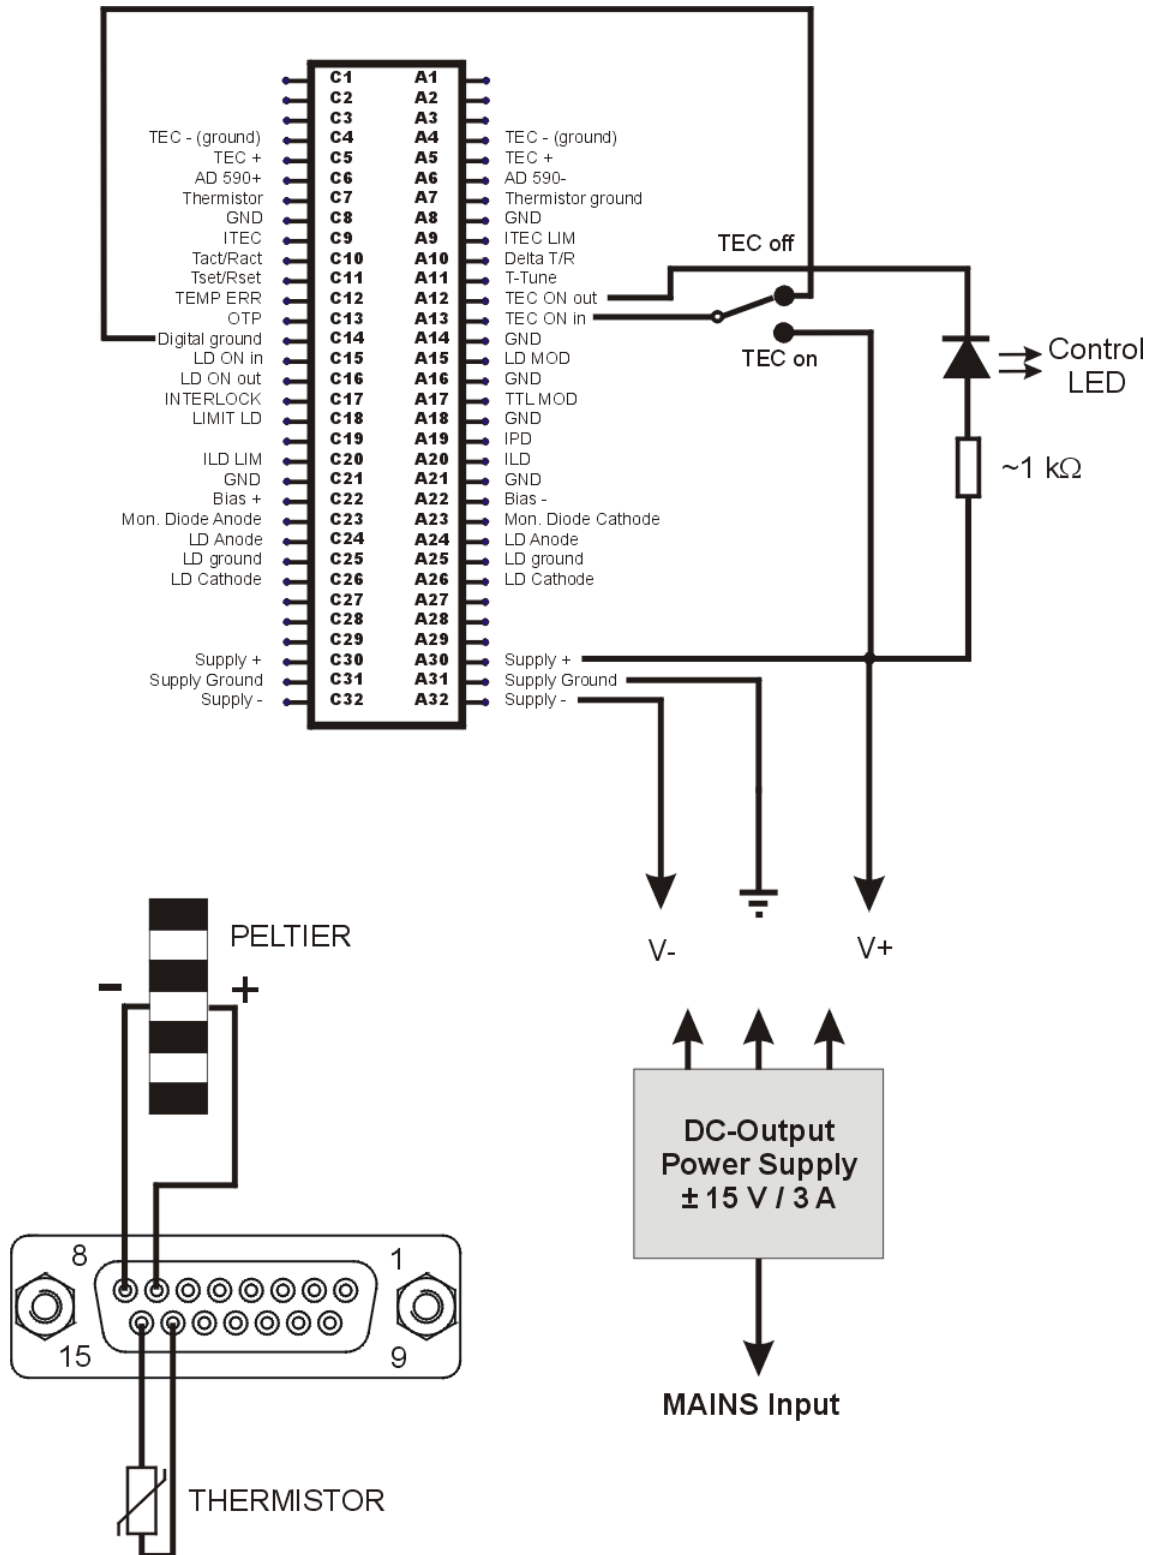 C1 A1
C2 A2
C3 A3
TEC - (ground) C4 A4 TEC - (ground)
TEC + C5 A5 TEC +
AD 590+ C6 A6 AD 590-
Thermistor C7 A7 Thermistor ground
GND C8 A8 GND
ITEC C9 A9 ITEC LIM
TEC off
Tact/Ract C10 A10 Delta T/R
Tset/Rset C11 A11 T-Tune
TEMP ERR C12 A12 TEC ON out
OTP C13 A13 TEC ON in
Digital ground C14 A14 GND
LD ON in C15 A15 LD MOD
TEC on
Control
LED
LD ON out C16 A16 GND
INTERLOCK C17 A17 TTL MOD
LIMIT LD C18 A18 GND
C19 A19 IPD
ILD LIM C20 A20 ILD
~1 kΩ
GND C21 A21 GND
Bias + C22 A22 Bias -
Mon. Diode Anode C23 A23 Mon. Diode Cathode
LD Anode C24 A24 LD Anode
LD ground C25 A25 LD ground
LD Cathode C26 A26 LD Cathode
C27 A27
C28 A28
C29 A29
Supply + C30 A30 Supply +
Supply Ground C31 A31 Supply Ground
Supply - C32 A32 Supply -
V- V+
PELTIER
- +
DC-Output
Power Supply
± 15 V / 3 A
8 1
15 9
MAINS Input
THERMISTOR